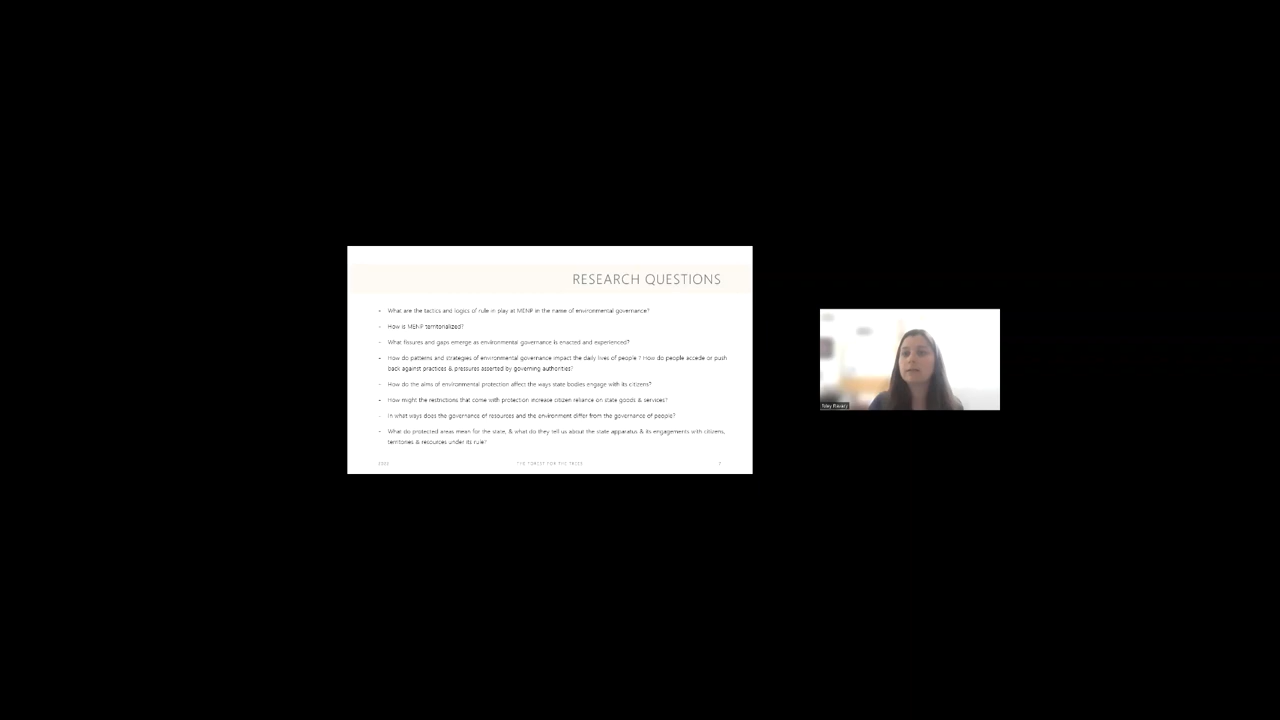 RESEARCH QUESTIONS
- What are the tactics and logics of rule in play at MENP in the name of environmental governance?
- How is MENP territorialized?
- What fissures and gaps emerge as environmental governance is enacted and experienced?
- How do patterns and strategies of environmental governance impact the daily lives of people ? How do people accede or push
back against practices & pressures asserted by governing authorities?
- How do the aims of environmental protection affect the ways state bodies engage with its citizens?
- How might the restrictions that come with protection increase citizen reliance on state goods & services?
- In what ways does the governance of resources and the environment differ from the governance of people?
- What do protected areas mean for the state, & what do they tell us about the state apparatus & its engagements with citizens,
territories & resources under its rule?
THE FOREST FOR THE TREES
7